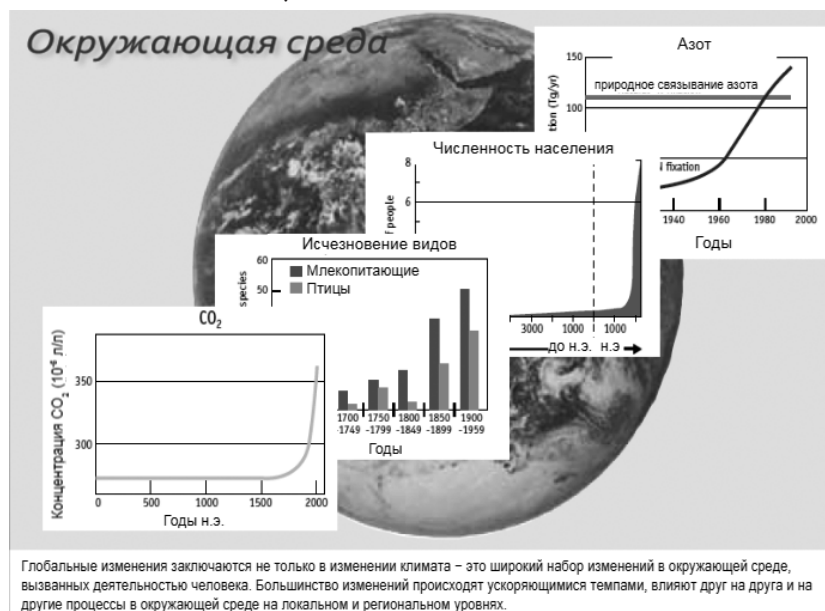 Окружающая среда
Азот
150
природное связывание азота
100
tion (Tg/yr)
N fixation
1940 1960 1980 2000
Годы
Численность населения
8
6
f people
3000 1000 1000
до н.э. н.э
Исчезновение видов
60
50
species
Млекопитающие
Птицы
1700 1750 1800 1850 1900
-1749 -1799 -1849 -1899 -1959
Годы
CO₂
Концентрация CO₂ (10⁻⁶ л/л)
350
300
0 500 1000 1500 2000
Годы н.э.
Глобальные изменения заключаются не только в изменении климата – это широкий набор изменений в окружающей среде,
вызванных деятельностью человека. Большинство изменений происходят ускоряющимися темпами, влияют друг на друга и на
другие процессы в окружающей среде на локальном и региональном уровнях.